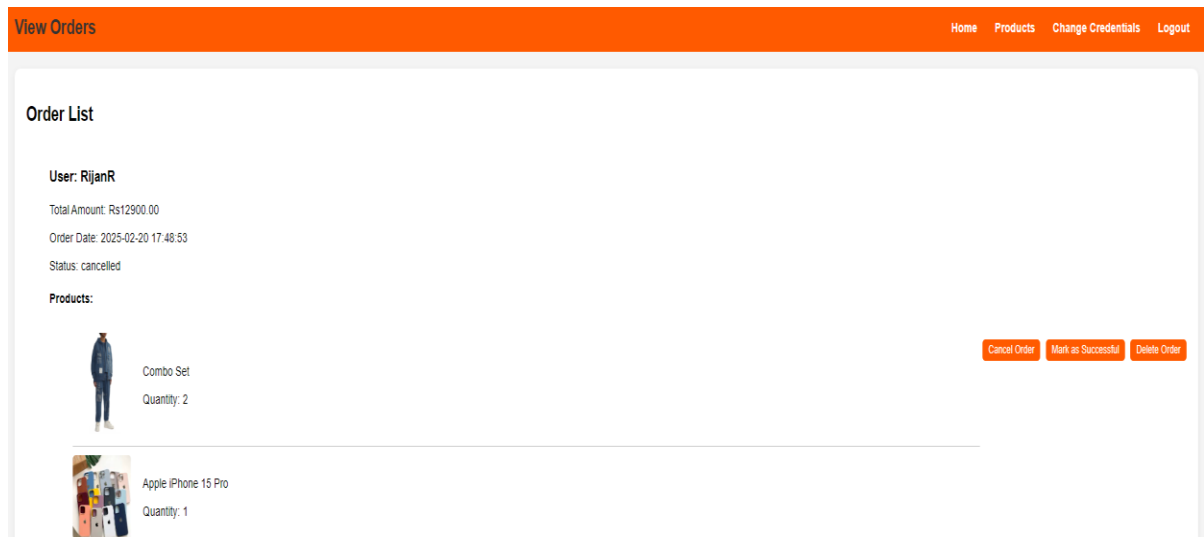 View Orders
Home Products Change Credentials Logout
Order List
User: RijanR
Total Amount: Rs12900.00
Order Date: 2025-02-20 17:48:53
Status: cancelled
Products:
Combo Set
Quantity: 2
Cancel Order Mark as Successful Delete Order
Apple iPhone 15 Pro
Quantity: 1